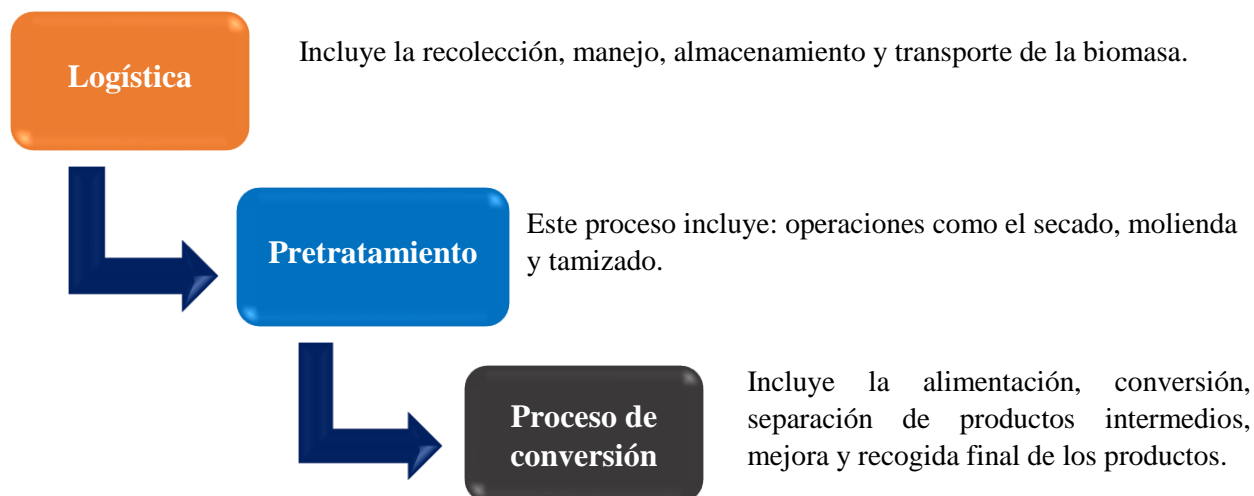 Logística
Incluye la recolección, manejo, almacenamiento y transporte de la biomasa.
Pretratamiento
Este proceso incluye: operaciones como el secado, molienda
y tamizado.
Proceso de
conversión
Incluye la alimentación, conversión,
separación de productos intermedios,
mejora y recogida final de los productos.